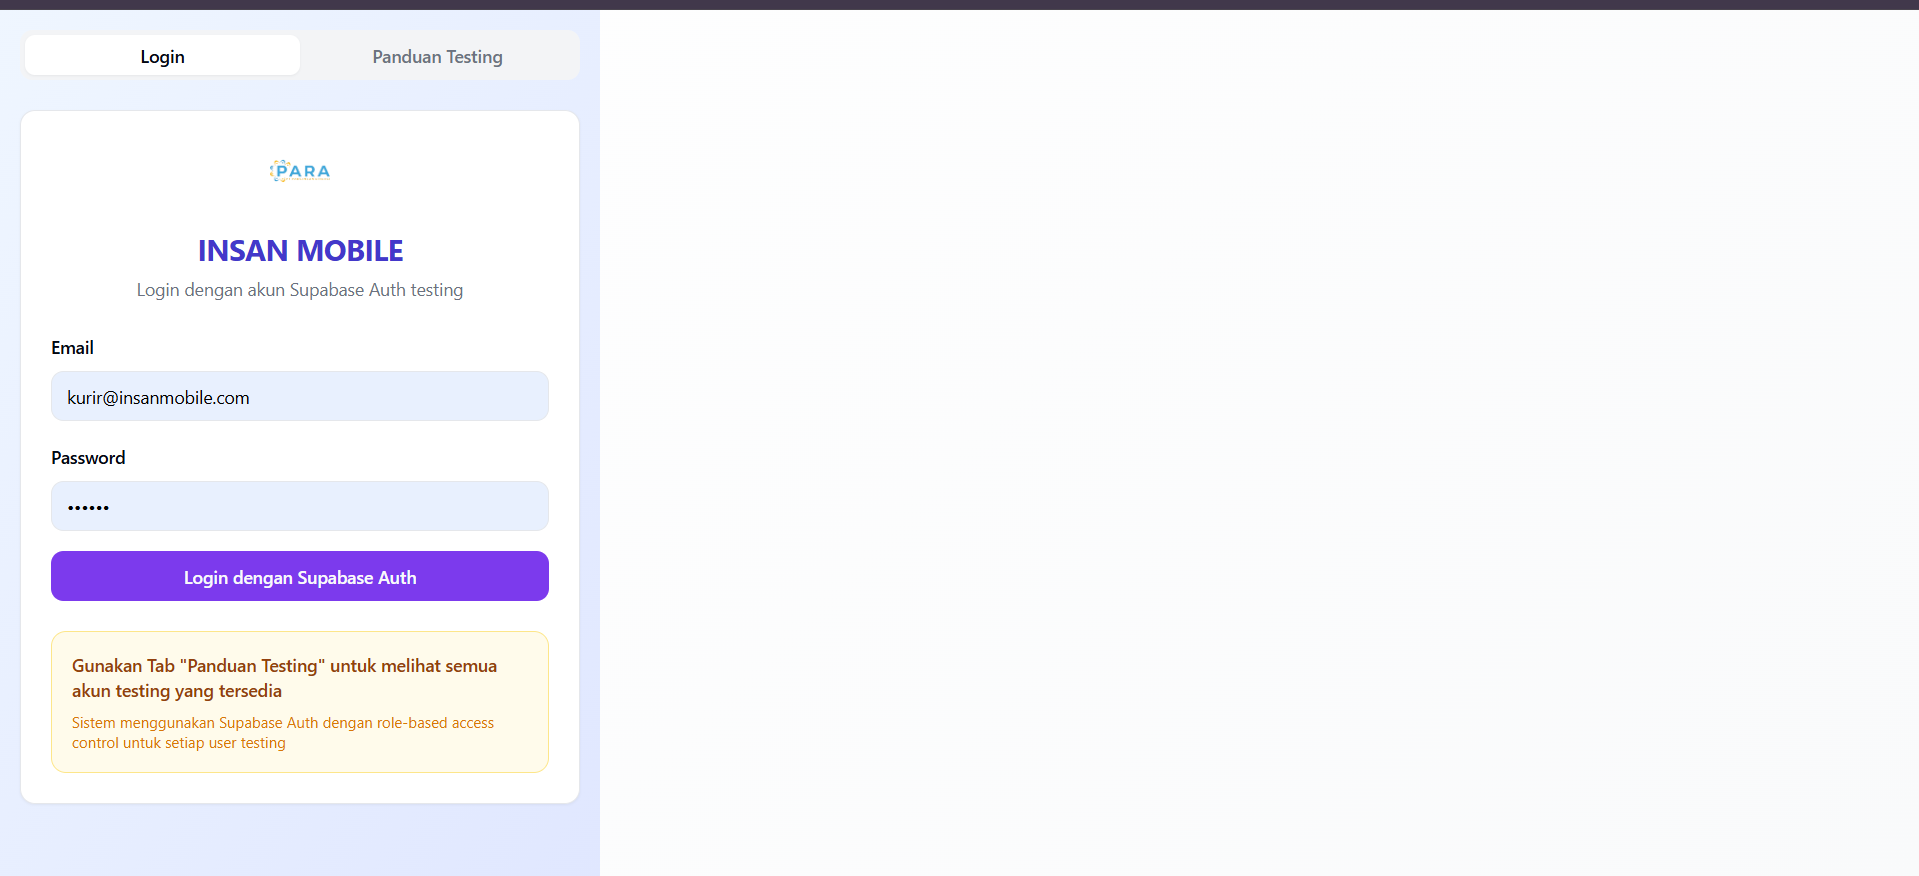 Login
Panduan Testing
PARA
INSAN MOBILE
Login dengan akun Supabase Auth testing
Email
kurir@insanmobile.com
Password
••••••
Login dengan Supabase Auth
Gunakan Tab "Panduan Testing" untuk melihat semua
akun testing yang tersedia
Sistem menggunakan Supabase Auth dengan role-based access
control untuk setiap user testing